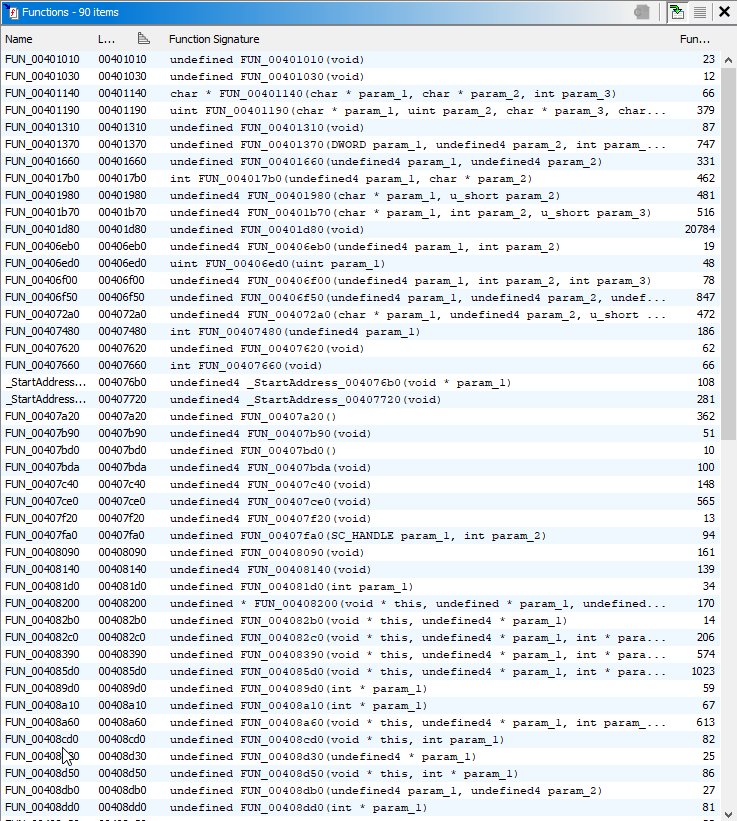 Functions - 90 items
Name L... Function Signature Fun...
FUN_00401010 00401010 undefined FUN_00401010(void) 23
FUN_00401030 00401030 undefined FUN_00401030(void) 12
FUN_00401140 00401140 char * FUN_00401140(char * param_1, char * param_2, int param_3) 66
FUN_00401190 00401190 uint FUN_00401190(char * param_1, uint param_2, char * param_3, char... 379
FUN_00401310 00401310 undefined FUN_00401310(void) 87
FUN_00401370 00401370 undefined FUN_00401370(DWORD param_1, undefined4 param_2, int param_... 747
FUN_00401660 00401660 undefined FUN_00401660(undefined4 param_1, undefined4 param_2) 331
FUN_004017b0 004017b0 int FUN_004017b0(undefined4 param_1, char * param_2) 462
FUN_00401980 00401980 undefined4 FUN_00401980(char * param_1, u_short param_2) 481
FUN_00401b70 00401b70 undefined4 FUN_00401b70(char * param_1, int param_2, u_short param_3) 516
FUN_00401d80 00401d80 undefined FUN_00401d80(void) 20784
FUN_00406eb0 00406eb0 undefined FUN_00406eb0(undefined4 param_1, int param_2) 19
FUN_00406ed0 00406ed0 uint FUN_00406ed0(uint param_1) 48
FUN_00406f00 00406f00 undefined4 FUN_00406f00(undefined4 param_1, int param_2, int param_3) 78
FUN_00406f50 00406f50 undefined FUN_00406f50(undefined4 param_1, undefined4 param_2, undef... 847
FUN_004072a0 004072a0 undefined4 FUN_004072a0(char * param_1, undefined4 param_2, u_short ... 472
FUN_00407480 00407480 int FUN_00407480(undefined4 param_1) 186
FUN_00407620 00407620 undefined FUN_00407620(void) 62
FUN_00407660 00407660 int FUN_00407660(void) 66
_StartAddress... 004076b0 undefined4 _StartAddress_004076b0(void * param_1) 108
_StartAddress... 00407720 undefined4 _StartAddress_00407720(void) 281
FUN_00407a20 00407a20 undefined FUN_00407a20() 362
FUN_00407b90 00407b90 undefined4 FUN_00407b90(void) 51
FUN_00407bd0 00407bd0 undefined FUN_00407bd0() 10
FUN_00407bda 00407bda undefined4 FUN_00407bda(void) 100
FUN_00407c40 00407c40 undefined4 FUN_00407c40(void) 148
FUN_00407ce0 00407ce0 undefined4 FUN_00407ce0(void) 565
FUN_00407f20 00407f20 undefined4 FUN_00407f20(void) 13
FUN_00407fa0 00407fa0 undefined FUN_00407fa0(SC_HANDLE param_1, int param_2) 94
FUN_00408090 00408090 undefined FUN_00408090(void) 161
FUN_00408140 00408140 undefined4 FUN_00408140(void) 139
FUN_004081d0 004081d0 undefined FUN_004081d0(int param_1) 34
FUN_00408200 00408200 undefined * FUN_00408200(void * this, undefined * param_1, undefined... 170
FUN_004082b0 004082b0 undefined FUN_004082b0(void * this, undefined4 * param_1) 14
FUN_004082c0 004082c0 undefined FUN_004082c0(void * this, undefined4 * param_1, int * para... 206
FUN_00408390 00408390 undefined FUN_00408390(void * this, undefined4 * param_1, int * para... 574
FUN_004085d0 004085d0 undefined FUN_004085d0(void * this, undefined4 * param_1, int * para... 1023
FUN_004089d0 004089d0 undefined FUN_004089d0(int * param_1) 59
FUN_00408a10 00408a10 undefined FUN_00408a10(int * param_1) 67
FUN_00408a60 00408a60 undefined FUN_00408a60(void * this, undefined4 * param_1, int param_... 613
FUN_00408cd0 00408cd0 undefined FUN_00408cd0(void * this, int param_1) 82
FUN_00408d30 00408d30 undefined FUN_00408d30(undefined4 * param_1) 25
FUN_00408d50 00408d50 undefined FUN_00408d50(void * this, int * param_1) 86
FUN_00408db0 00408db0 undefined FUN_00408db0(undefined4 param_1, undefined4 param_2) 27
FUN_00408dd0 00408dd0 undefined FUN_00408dd0(int * param_1) 81